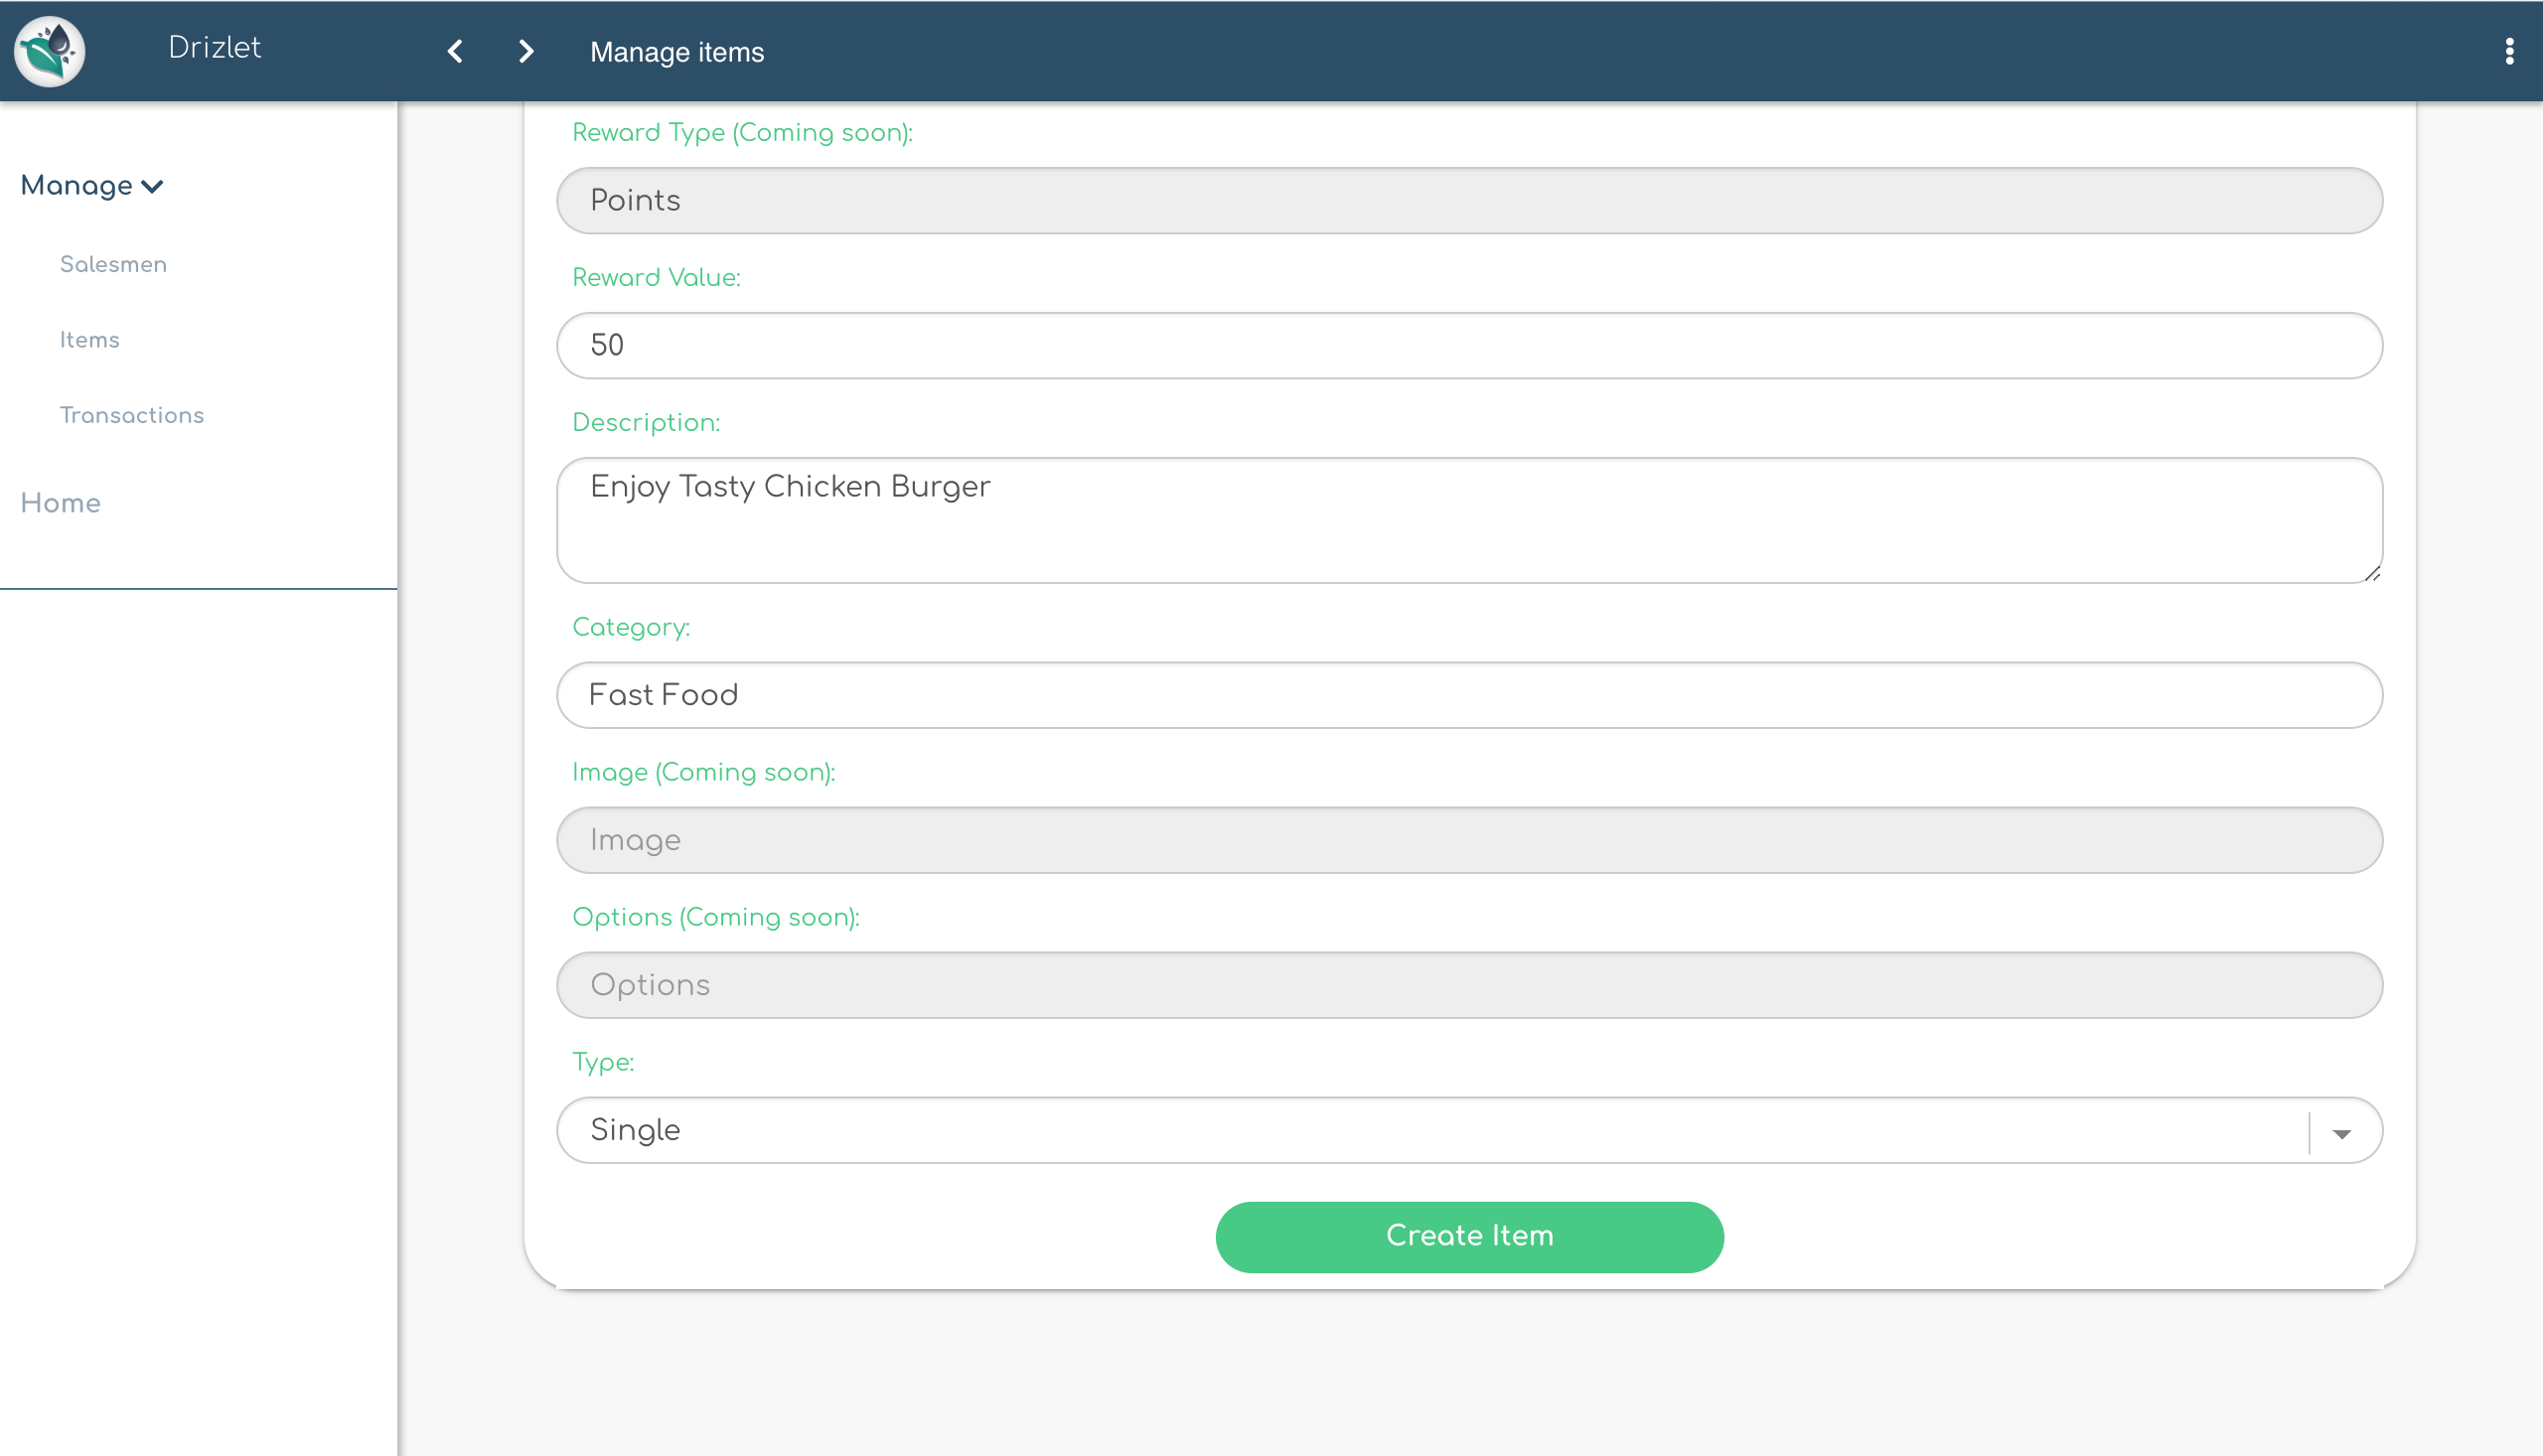 Drizlet
Manage items
Manage
Salesmen
Items
Transactions
Home
Reward Type (Coming soon):
Points
Reward Value:
50
Description:
Enjoy Tasty Chicken Burger
Category:
Fast Food
Image (Coming soon):
Image
Options (Coming soon):
Options
Type:
Single
Create Item